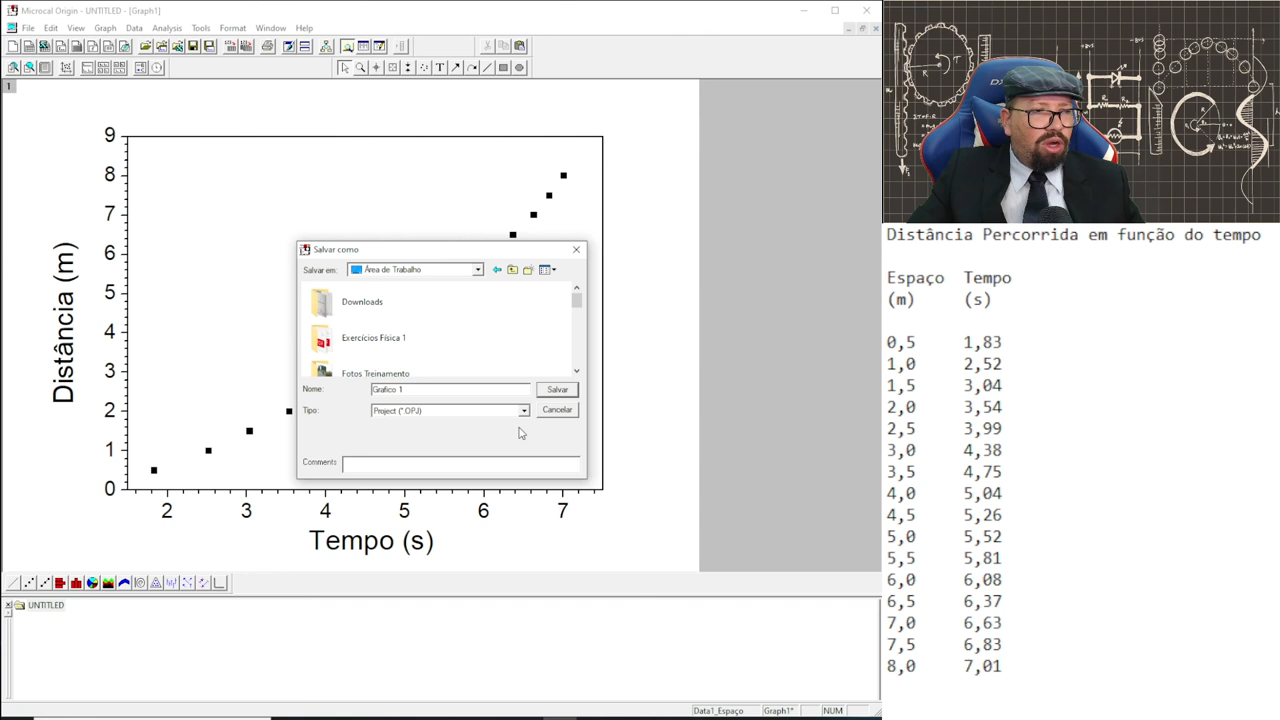 Microcal Origin - UNTITLED - [Graph1]
File Edit View Graph Data Analysis Tools Format Window Help
1
9
8
7
6
5
4
3
2
1
0
Distância (m)
2 3 4 5 6 7
Tempo (s)
Salvar como
Salvar em: Área de Trabalho
Downloads
Exercícios Física 1
Fotos Treinamento
Nome: Grafico 1 Salvar
Tipo: Project (*.OPJ) Cancelar
Comments
UNTITLED
Data1_Espaço Graph1* NUM
Distância Percorrida em função do tempo
Espaço Tempo
(m) (s)
0,5 1,83
1,0 2,52
1,5 3,04
2,0 3,54
2,5 3,99
3,0 4,38
3,5 4,75
4,0 5,04
4,5 5,26
5,0 5,52
5,5 5,81
6,0 6,08
6,5 6,37
7,0 6,63
7,5 6,83
8,0 7,01